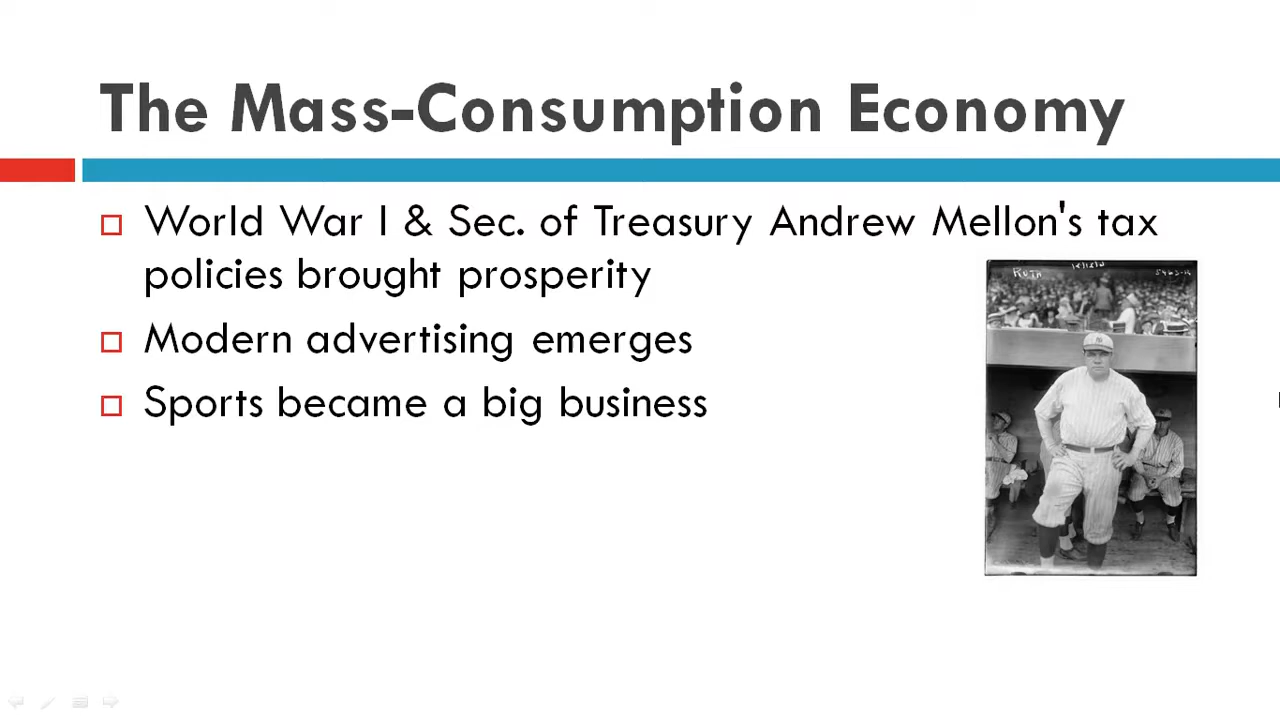 The Mass-Consumption Economy
World War I & Sec. of Treasury Andrew Mellon's tax
policies brought prosperity
Modern advertising emerges
Sports became a big business
RUTH